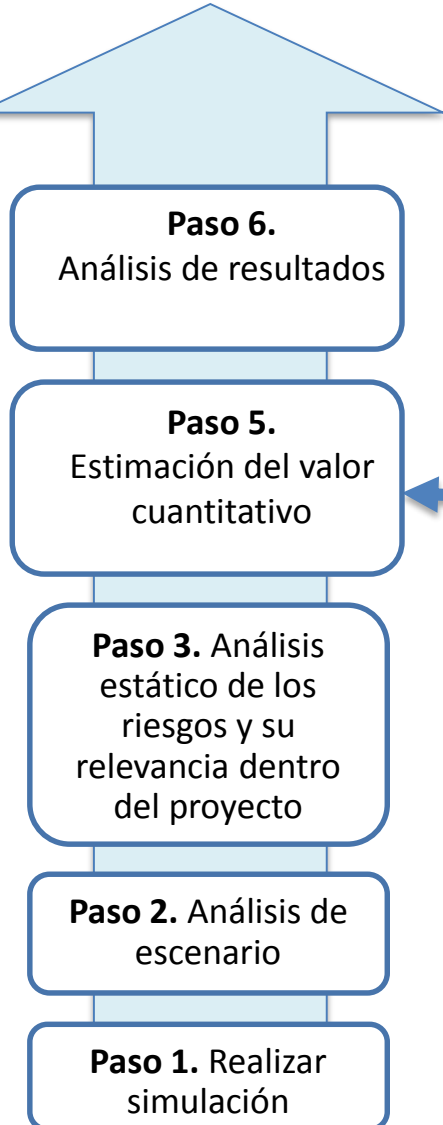 Paso 6.
Análisis de resultados
Paso 5.
Estimación del valor
cuantitativo
Paso 3. Análisis
estático de los
riesgos y su
relevancia dentro
del proyecto
Paso 2. Análisis de
escenario
Paso 1. Realizar
simulación